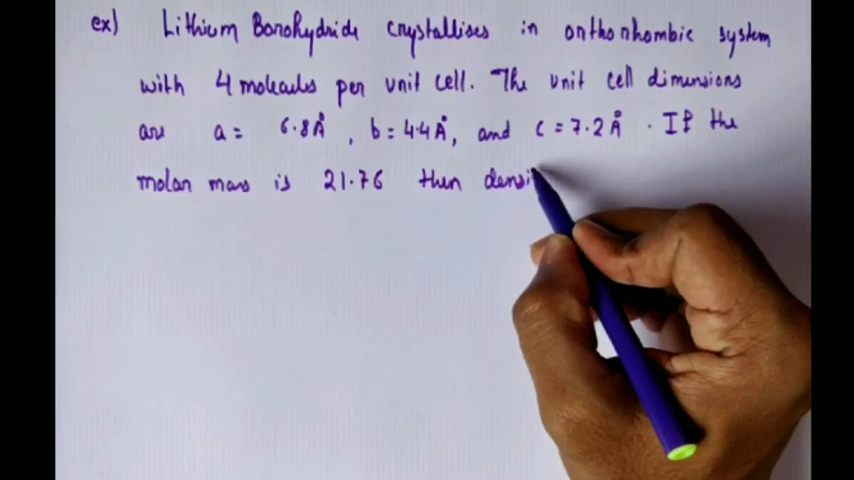 ex) Lithium Borohydride crystallises in orthorhombic system
with 4 molecules per unit cell. The unit cell dimensions
are a = 6.8Å, b = 4.4Å, and c = 7.2Å. If the
molar mass is 21.76 then densi